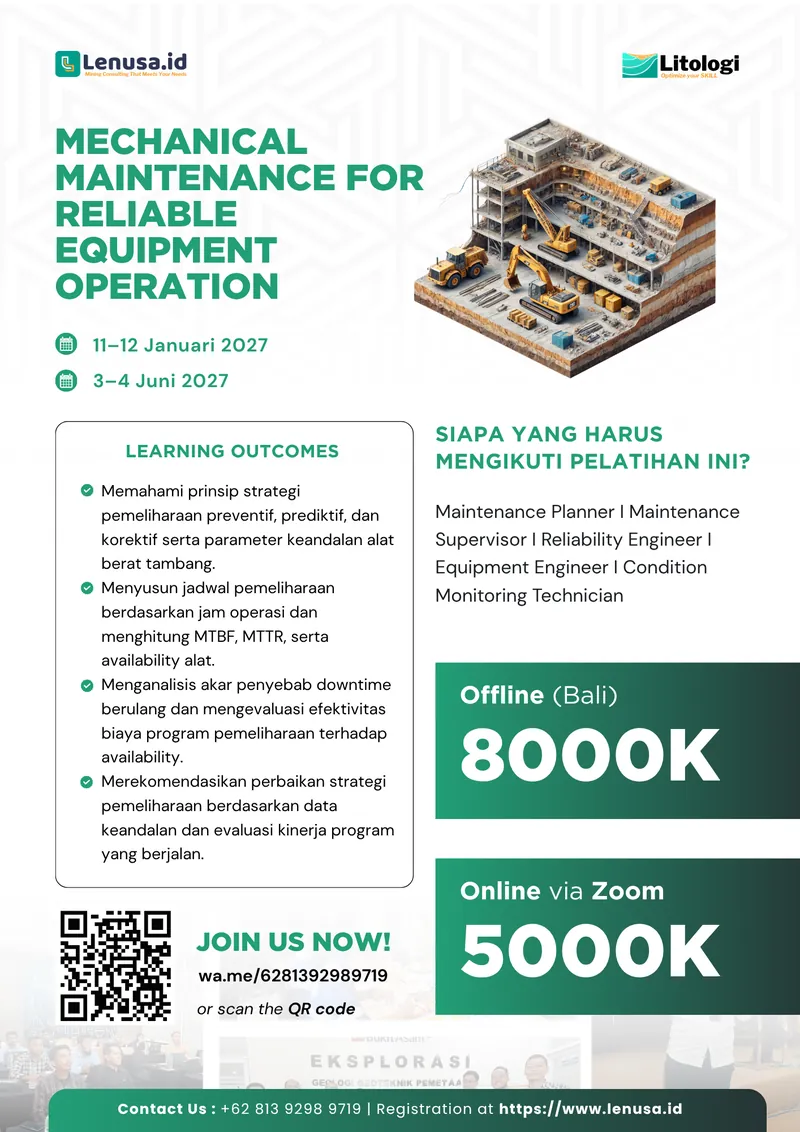 Lenusa.id
Mining Consulting That Meets Your Needs
Litologi
Optimize your SKILL
MECHANICAL
MAINTENANCE FOR
RELIABLE
EQUIPMENT
OPERATION
11–12 Januari 2027
3–4 Juni 2027
LEARNING OUTCOMES
Memahami prinsip strategi
pemeliharaan preventif, prediktif, dan
korektif serta parameter keandalan alat
berat tambang.
Menyusun jadwal pemeliharaan
berdasarkan jam operasi dan
menghitung MTBF, MTTR, serta
availability alat.
Menganalisis akar penyebab downtime
berulang dan mengevaluasi efektivitas
biaya program pemeliharaan terhadap
availability.
Merekomendasikan perbaikan strategi
pemeliharaan berdasarkan data
keandalan dan evaluasi kinerja program
yang berjalan.
SIAPA YANG HARUS
MENGIKUTI PELATIHAN INI?
Maintenance Planner I Maintenance
Supervisor I Reliability Engineer I
Equipment Engineer I Condition
Monitoring Technician
Offline (Bali)
8000K
Online via Zoom
5000K
JOIN US NOW!
wa.me/6281392989719
or scan the QR code
EKSPLORASI
GEOLOGI GEOTEKNIK PEMETAA
Contact Us : +62 813 9298 9719 | Registration at https://www.lenusa.id